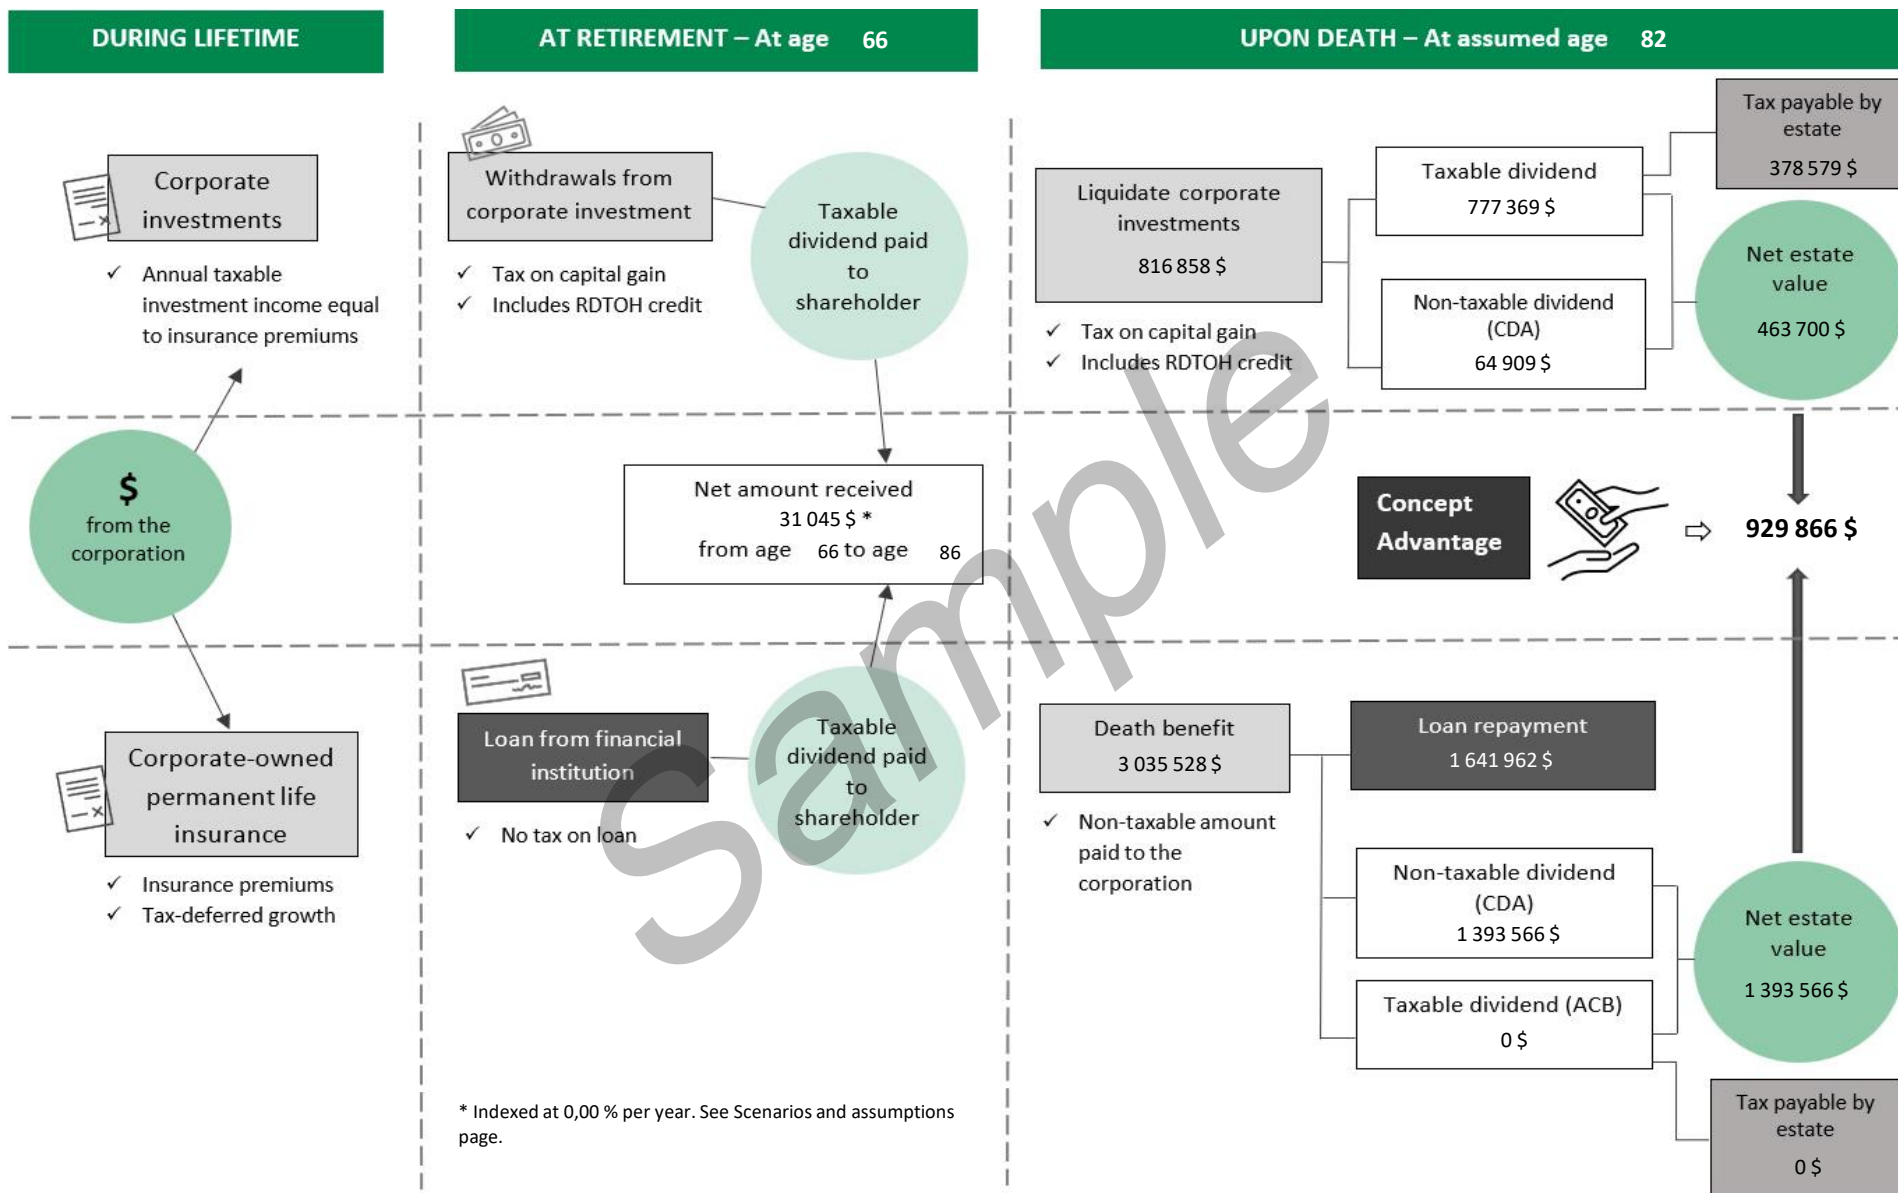 DURING LIFETIME
AT RETIREMENT – At age 66
UPON DEATH – At assumed age 82
Corporate
investments
✓ Annual taxable
investment income equal
to insurance premiums
$
from the
corporation
Corporate-owned
permanent life
insurance
✓ Insurance premiums
✓ Tax-deferred growth
Withdrawals from
corporate investment
✓ Tax on capital gain
✓ Includes RDTOH credit
Taxable
dividend paid
to
shareholder
Net amount received
31 045 $ *
from age 66 to age 86
Loan from financial
institution
✓ No tax on loan
Taxable
dividend paid
to
shareholder
* Indexed at 0,00 % per year. See Scenarios and assumptions
page.
Liquidate corporate
investments
816 858 $
✓ Tax on capital gain
✓ Includes RDTOH credit
Taxable dividend
777 369 $
Non-taxable dividend
(CDA)
64 909 $
Tax payable by
estate
378 579 $
Net estate
value
463 700 $
Concept
Advantage
929 866 $
Death benefit
3 035 528 $
✓ Non-taxable amount
paid to the
corporation
Loan repayment
1 641 962 $
Non-taxable dividend
(CDA)
1 393 566 $
Taxable dividend (ACB)
0 $
Net estate
value
1 393 566 $
Tax payable by
estate
0 $
Sample